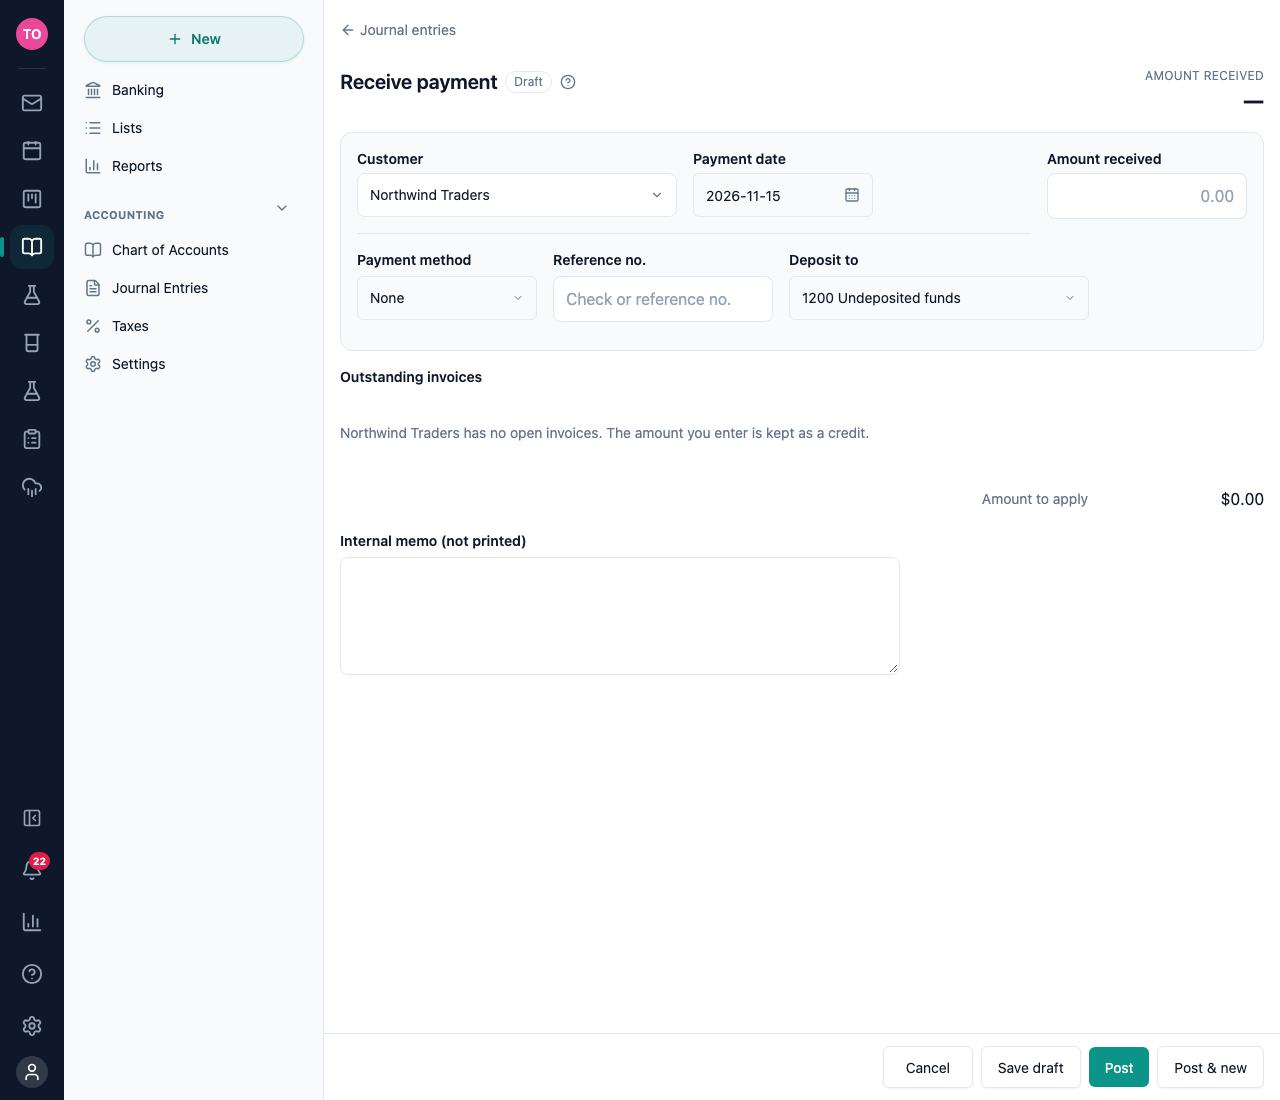 TO
New
Banking
Lists
Reports
ACCOUNTING
Chart of Accounts
Journal Entries
Taxes
Settings
22
Journal entries
Receive payment Draft
AMOUNT RECEIVED
—
Customer Payment date Amount received
Northwind Traders 2026-11-15 0.00
Payment method Reference no. Deposit to
None Check or reference no. 1200 Undeposited funds
Outstanding invoices
Northwind Traders has no open invoices. The amount you enter is kept as a credit.
Amount to apply $0.00
Internal memo (not printed)
Cancel Save draft Post Post & new